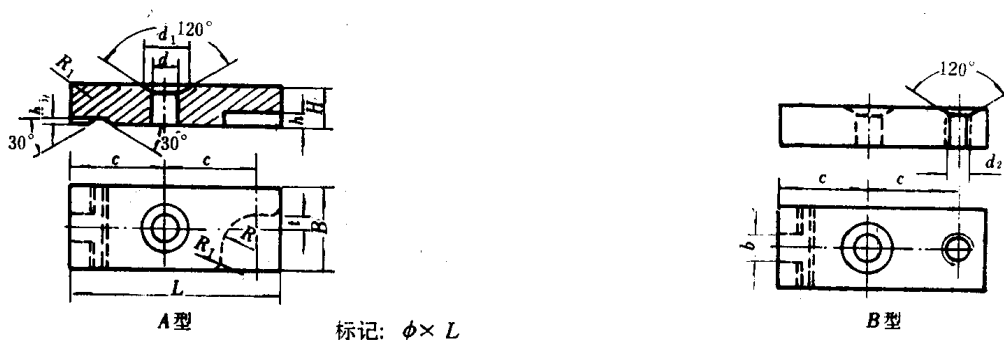 d₁ 120°
d
R₁
h₁
H
h
30°
30°
c
c
t
B
R
R₁
L
A型
标记: φ× L
120°
d₂
c
c
b
B型